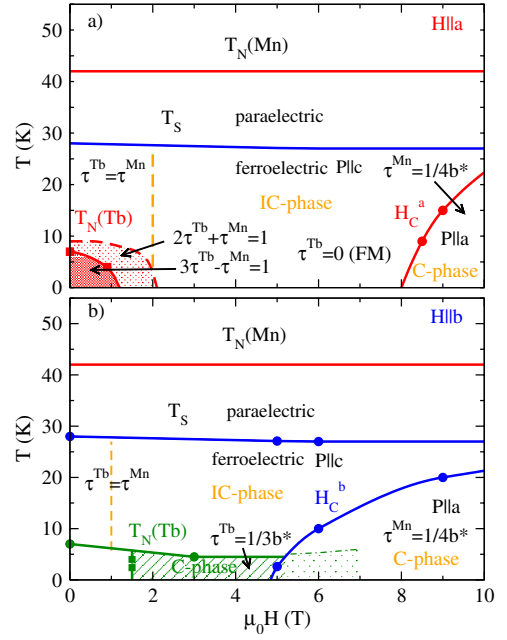 a)
H||a
T_N(Mn)
T_S
paraelectric
ferroelectric P||c
τ^Tb=τ^Mn
IC-phase
τ^Mn=1/4b*
T_N(Tb)
H_C^a
2τ^Tb+τ^Mn=1
τ^Tb=0 (FM)
P||a
3τ^Tb-τ^Mn=1
C-phase
T (K)
0
10
20
30
40
50
b)
H||b
T_N(Mn)
T_S
paraelectric
ferroelectric P||c
τ^Tb=τ^Mn
IC-phase
H_C^b
P||a
T_N(Tb)
τ^Tb=1/3b*
τ^Mn=1/4b*
C-phase
C-phase
T (K)
0
10
20
30
40
0 2 4 6 8 10
μ₀H (T)